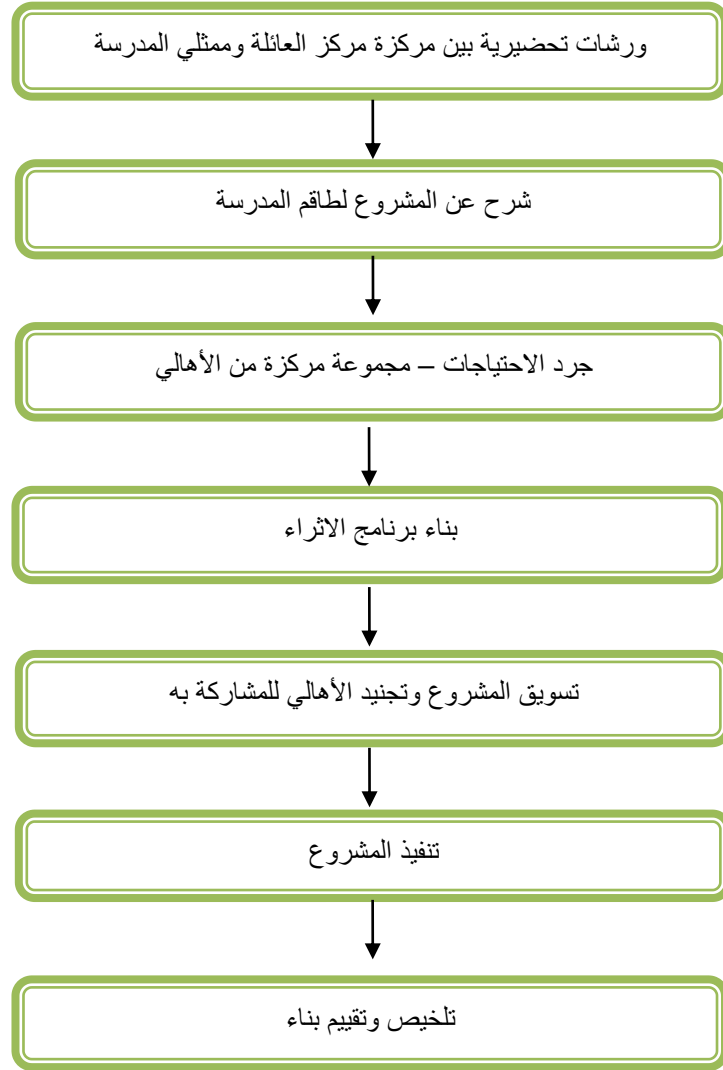 ورشات تحضيرية بين مركزة مركز العائلة وممثلي المدرسة
شرح عن المشروع لطاقم المدرسة
جرد الاحتياجات – مجموعة مركزة من الأهالي
بناء برنامج الاثراء
تسويق المشروع وتجنيد الأهالي للمشاركة به
تنفيذ المشروع
تلخيص وتقييم بناء